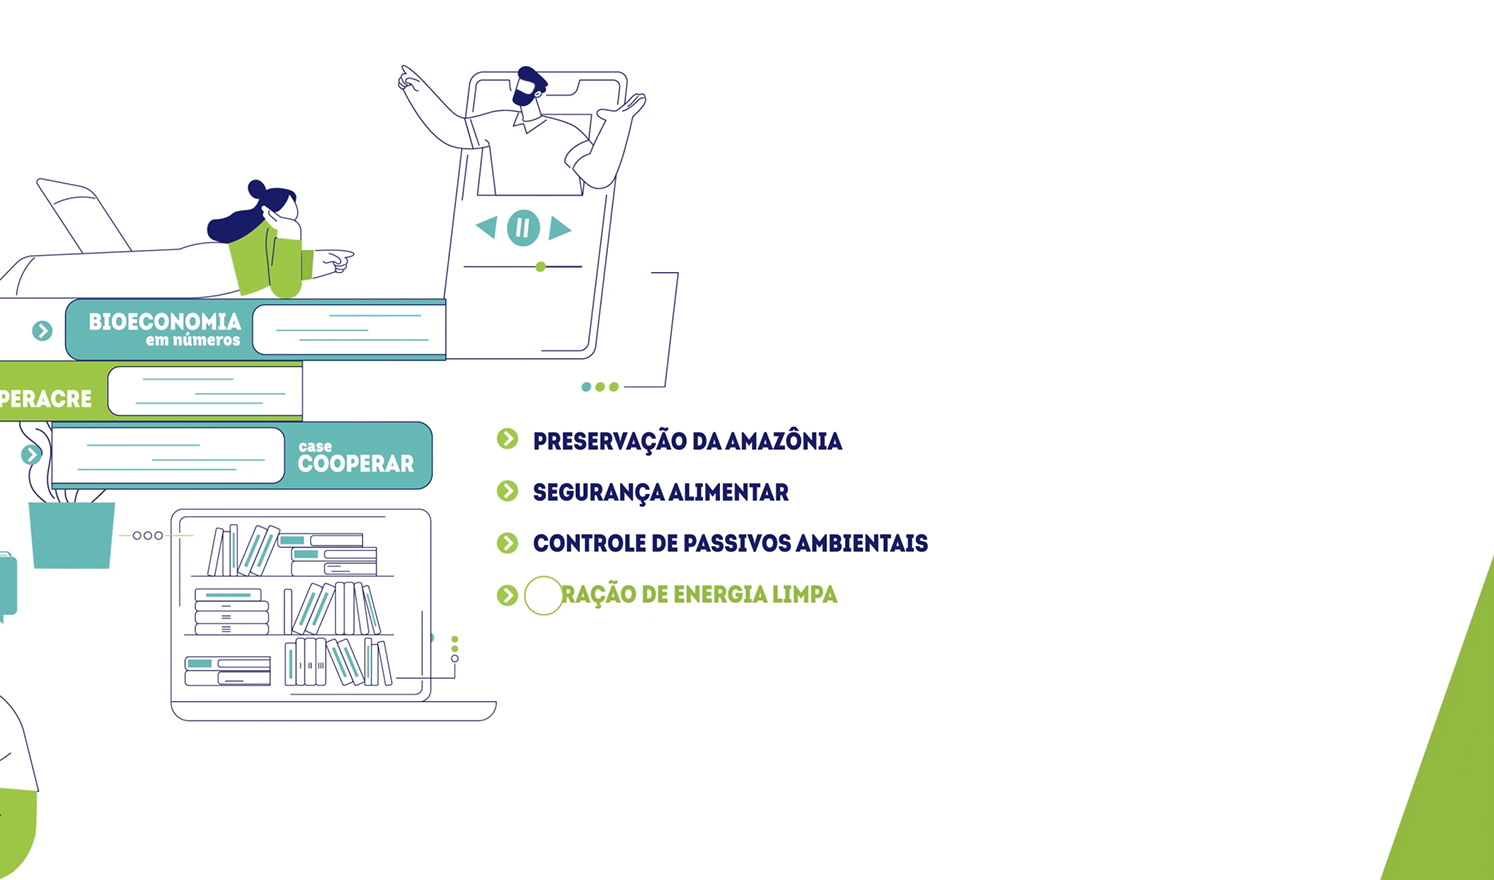 BIOECONOMIA
em números
PERACRE
case
COOPERAR
PRESERVAÇÃO DA AMAZÔNIA
SEGURANÇA ALIMENTAR
CONTROLE DE PASSIVOS AMBIENTAIS
RAÇÃO DE ENERGIA LIMPA